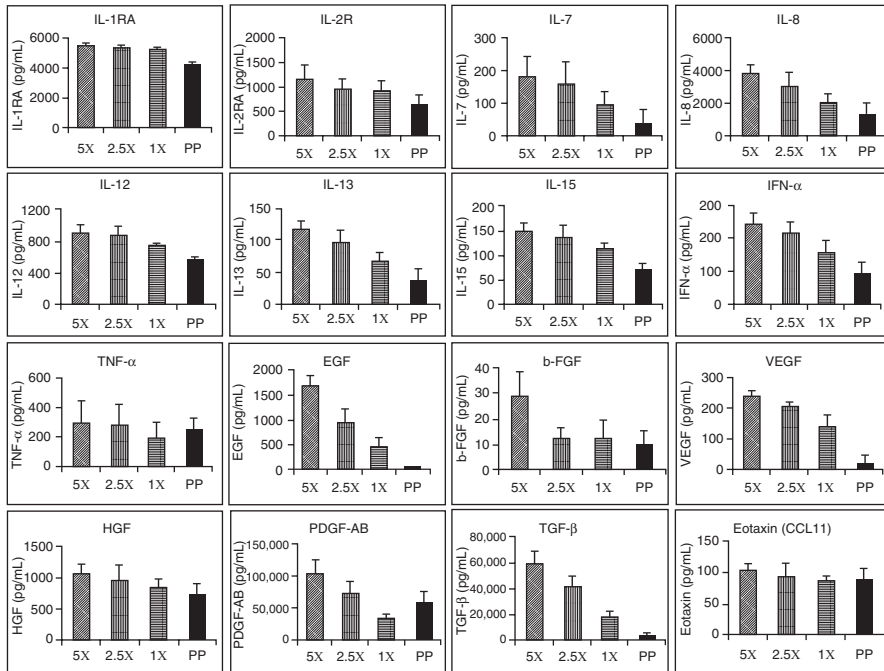 IL-1RA
IL-1RA (pg/mL)
6000
4000
2000
0
5X 2.5X 1X PP
IL-2R
IL-2RA (pg/mL)
2000
1500
1000
500
0
5X 2.5X 1X PP
IL-7
IL-7 (pg/mL)
300
200
100
0
5X 2.5X 1X PP
IL-8
IL-8 (pg/mL)
6000
4000
2000
0
5X 2.5X 1X PP
IL-12
IL-12 (pg/mL)
1200
800
400
0
5X 2.5X 1X PP
IL-13
IL-13 (pg/mL)
150
100
50
0
5X 2.5X 1X PP
IL-15
IL-15 (pg/mL)
200
150
100
50
0
5X 2.5X 1X PP
IFN-α
IFN-α (pg/mL)
200
200
100
0
5X 2.5X 1X PP
TNF-α
TNF-α (pg/mL)
600
400
200
0
5X 2.5X 1X PP
EGF
EGF (pg/mL)
2000
1500
1000
500
0
5X 2.5X 1X PP
b-FGF
b-FGF (pg/mL)
40
30
20
10
0
5X 2.5X 1X PP
VEGF
VEGF (pg/mL)
300
200
100
0
5X 2.5X 1X PP
HGF
HGF (pg/mL)
1500
1000
500
0
5X 2.5X 1X PP
PDGF-AB
PDGF-AB (pg/mL)
150,000
100,000
50,000
0
5X 2.5X 1X PP
TGF-β
TGF-β (pg/mL)
80,000
60,000
40,000
20,000
0
5X 2.5X 1X PP
Eotaxin (CCL11)
Eotaxin (pg/mL)
150
100
50
0
5X 2.5X 1X PP